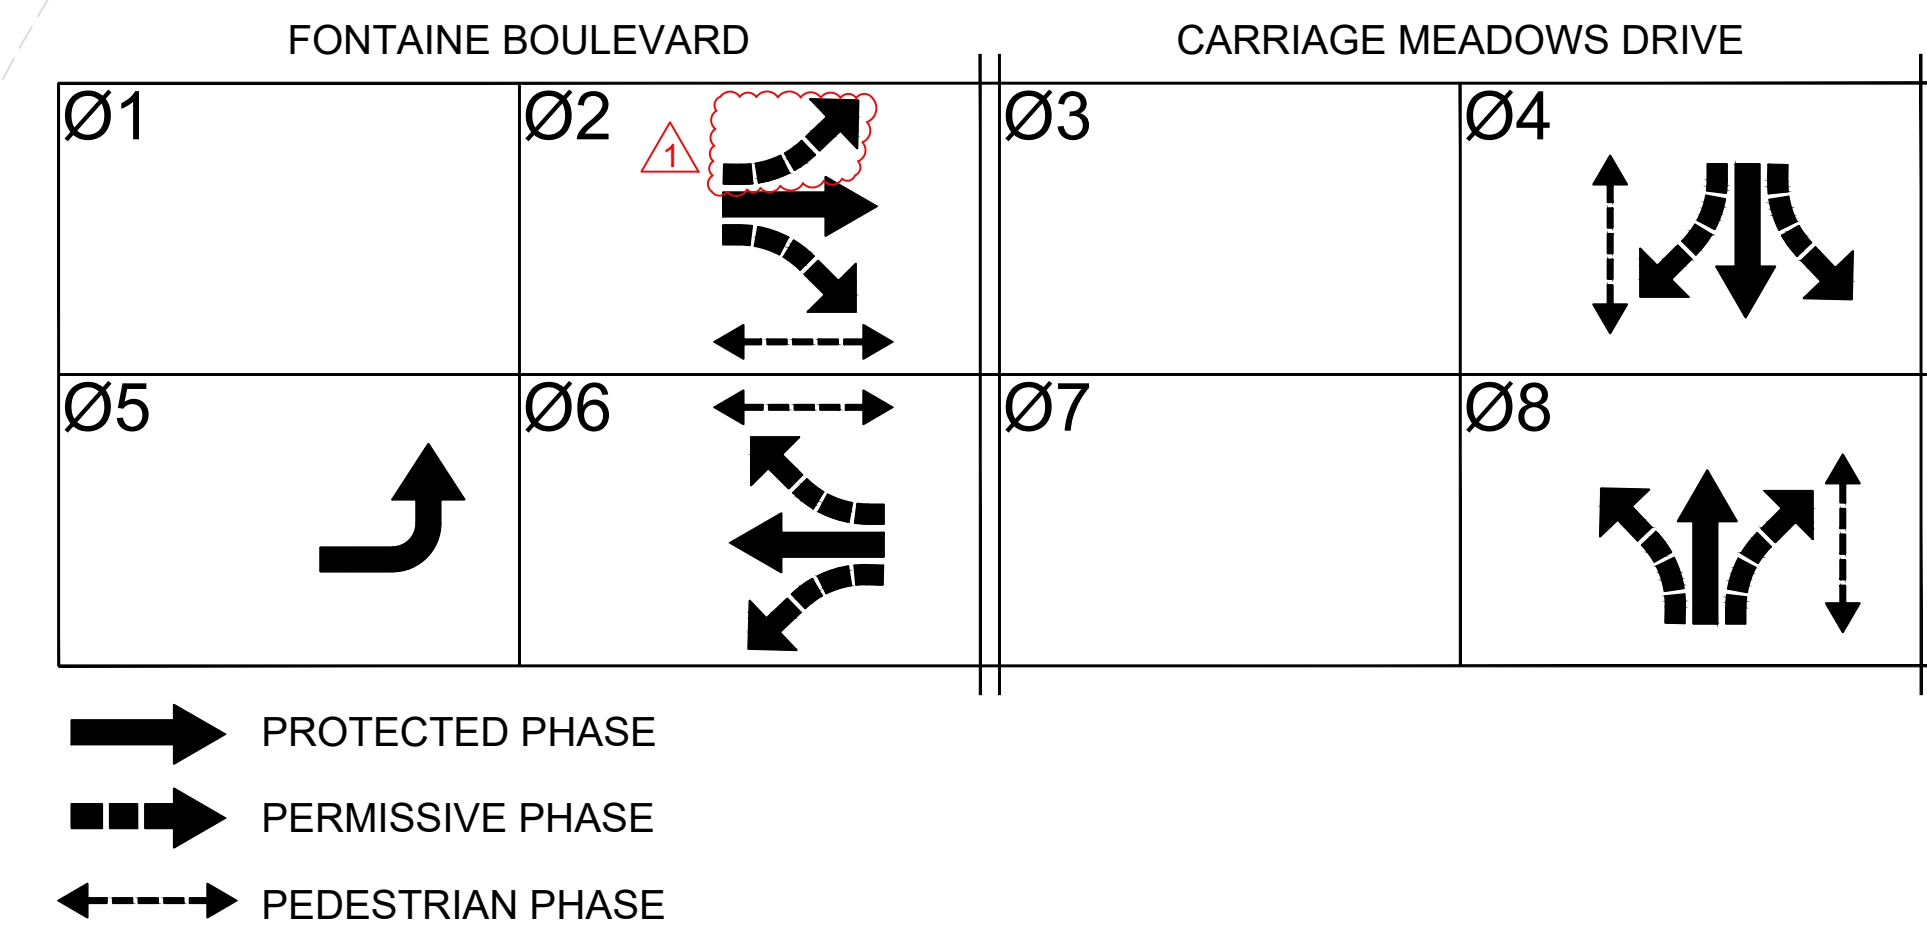 FONTAINE BOULEVARD
CARRIAGE MEADOWS DRIVE
Ø1
Ø2
1
Ø3
Ø4
Ø5
Ø6
Ø7
Ø8
PROTECTED PHASE
PERMISSIVE PHASE
PEDESTRIAN PHASE